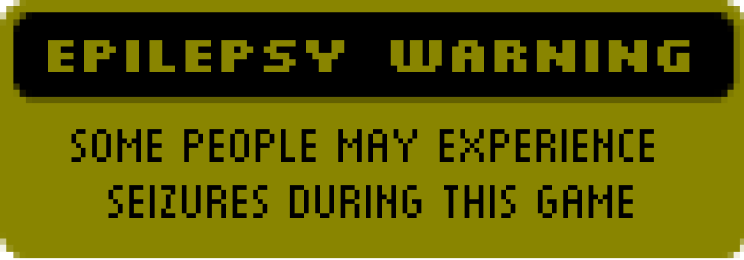 EPILEPSY WARNING
SOME PEOPLE MAY EXPERIENCE
SEIZURES DURING THIS GAME